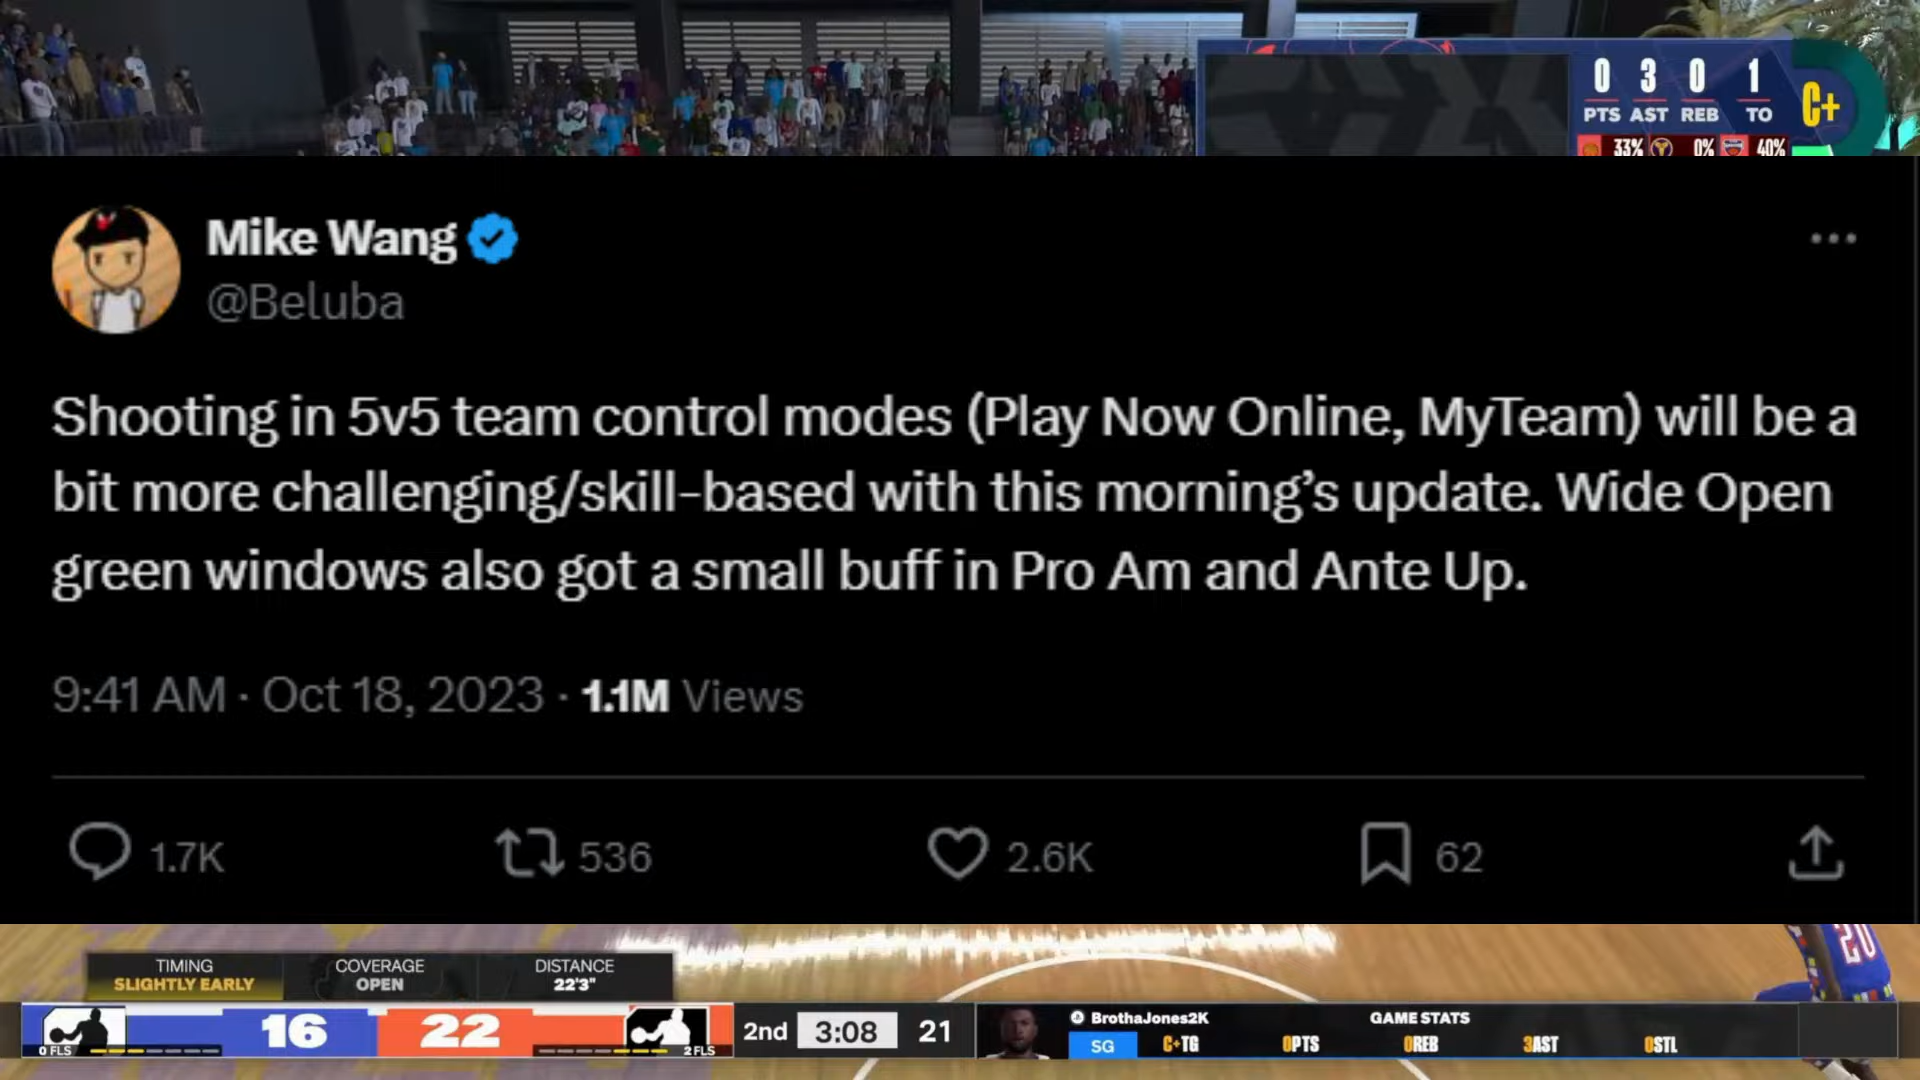 0 3 0 1
PTS AST REB TO
C+
33% 0% 40%
Mike Wang
@Beluba
Shooting in 5v5 team control modes (Play Now Online, MyTeam) will be a
bit more challenging/skill-based with this morning’s update. Wide Open
green windows also got a small buff in Pro Am and Ante Up.
9:41 AM · Oct 18, 2023 · 1.1M Views
1.7K 536 2.6K 62
20
TIMING COVERAGE DISTANCE
SLIGHTLY EARLY OPEN 22'3"
16 22 2nd 3:08 21
0 FLS 2 FLS
BrothaJones2K GAME STATS
SG C+TG 0PTS 0REB 3AST 0STL